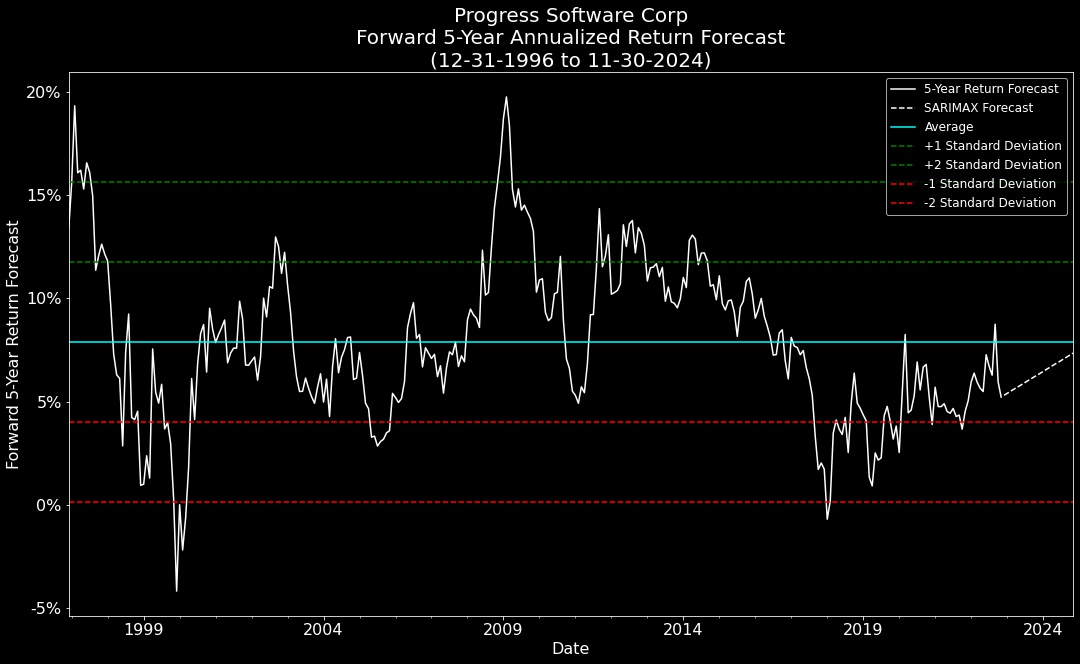 Progress Software Corp
Forward 5-Year Annualized Return Forecast
(12-31-1996 to 11-30-2024)
20%
15%
10%
5%
0%
-5%
Forward 5-Year Return Forecast
5-Year Return Forecast
SARIMAX Forecast
Average
+1 Standard Deviation
+2 Standard Deviation
-1 Standard Deviation
-2 Standard Deviation
1999 2004 2009 2014 2019 2024
Date